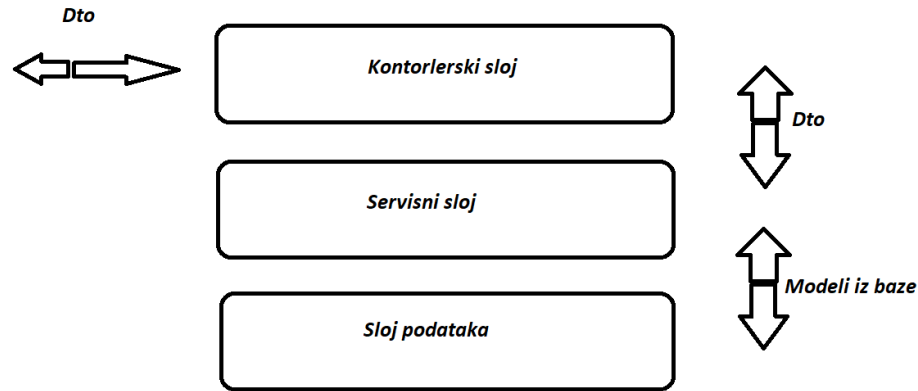 Dto
Kontorlerski sloj
Dto
Servisni sloj
Modeli iz baze
Sloj podataka